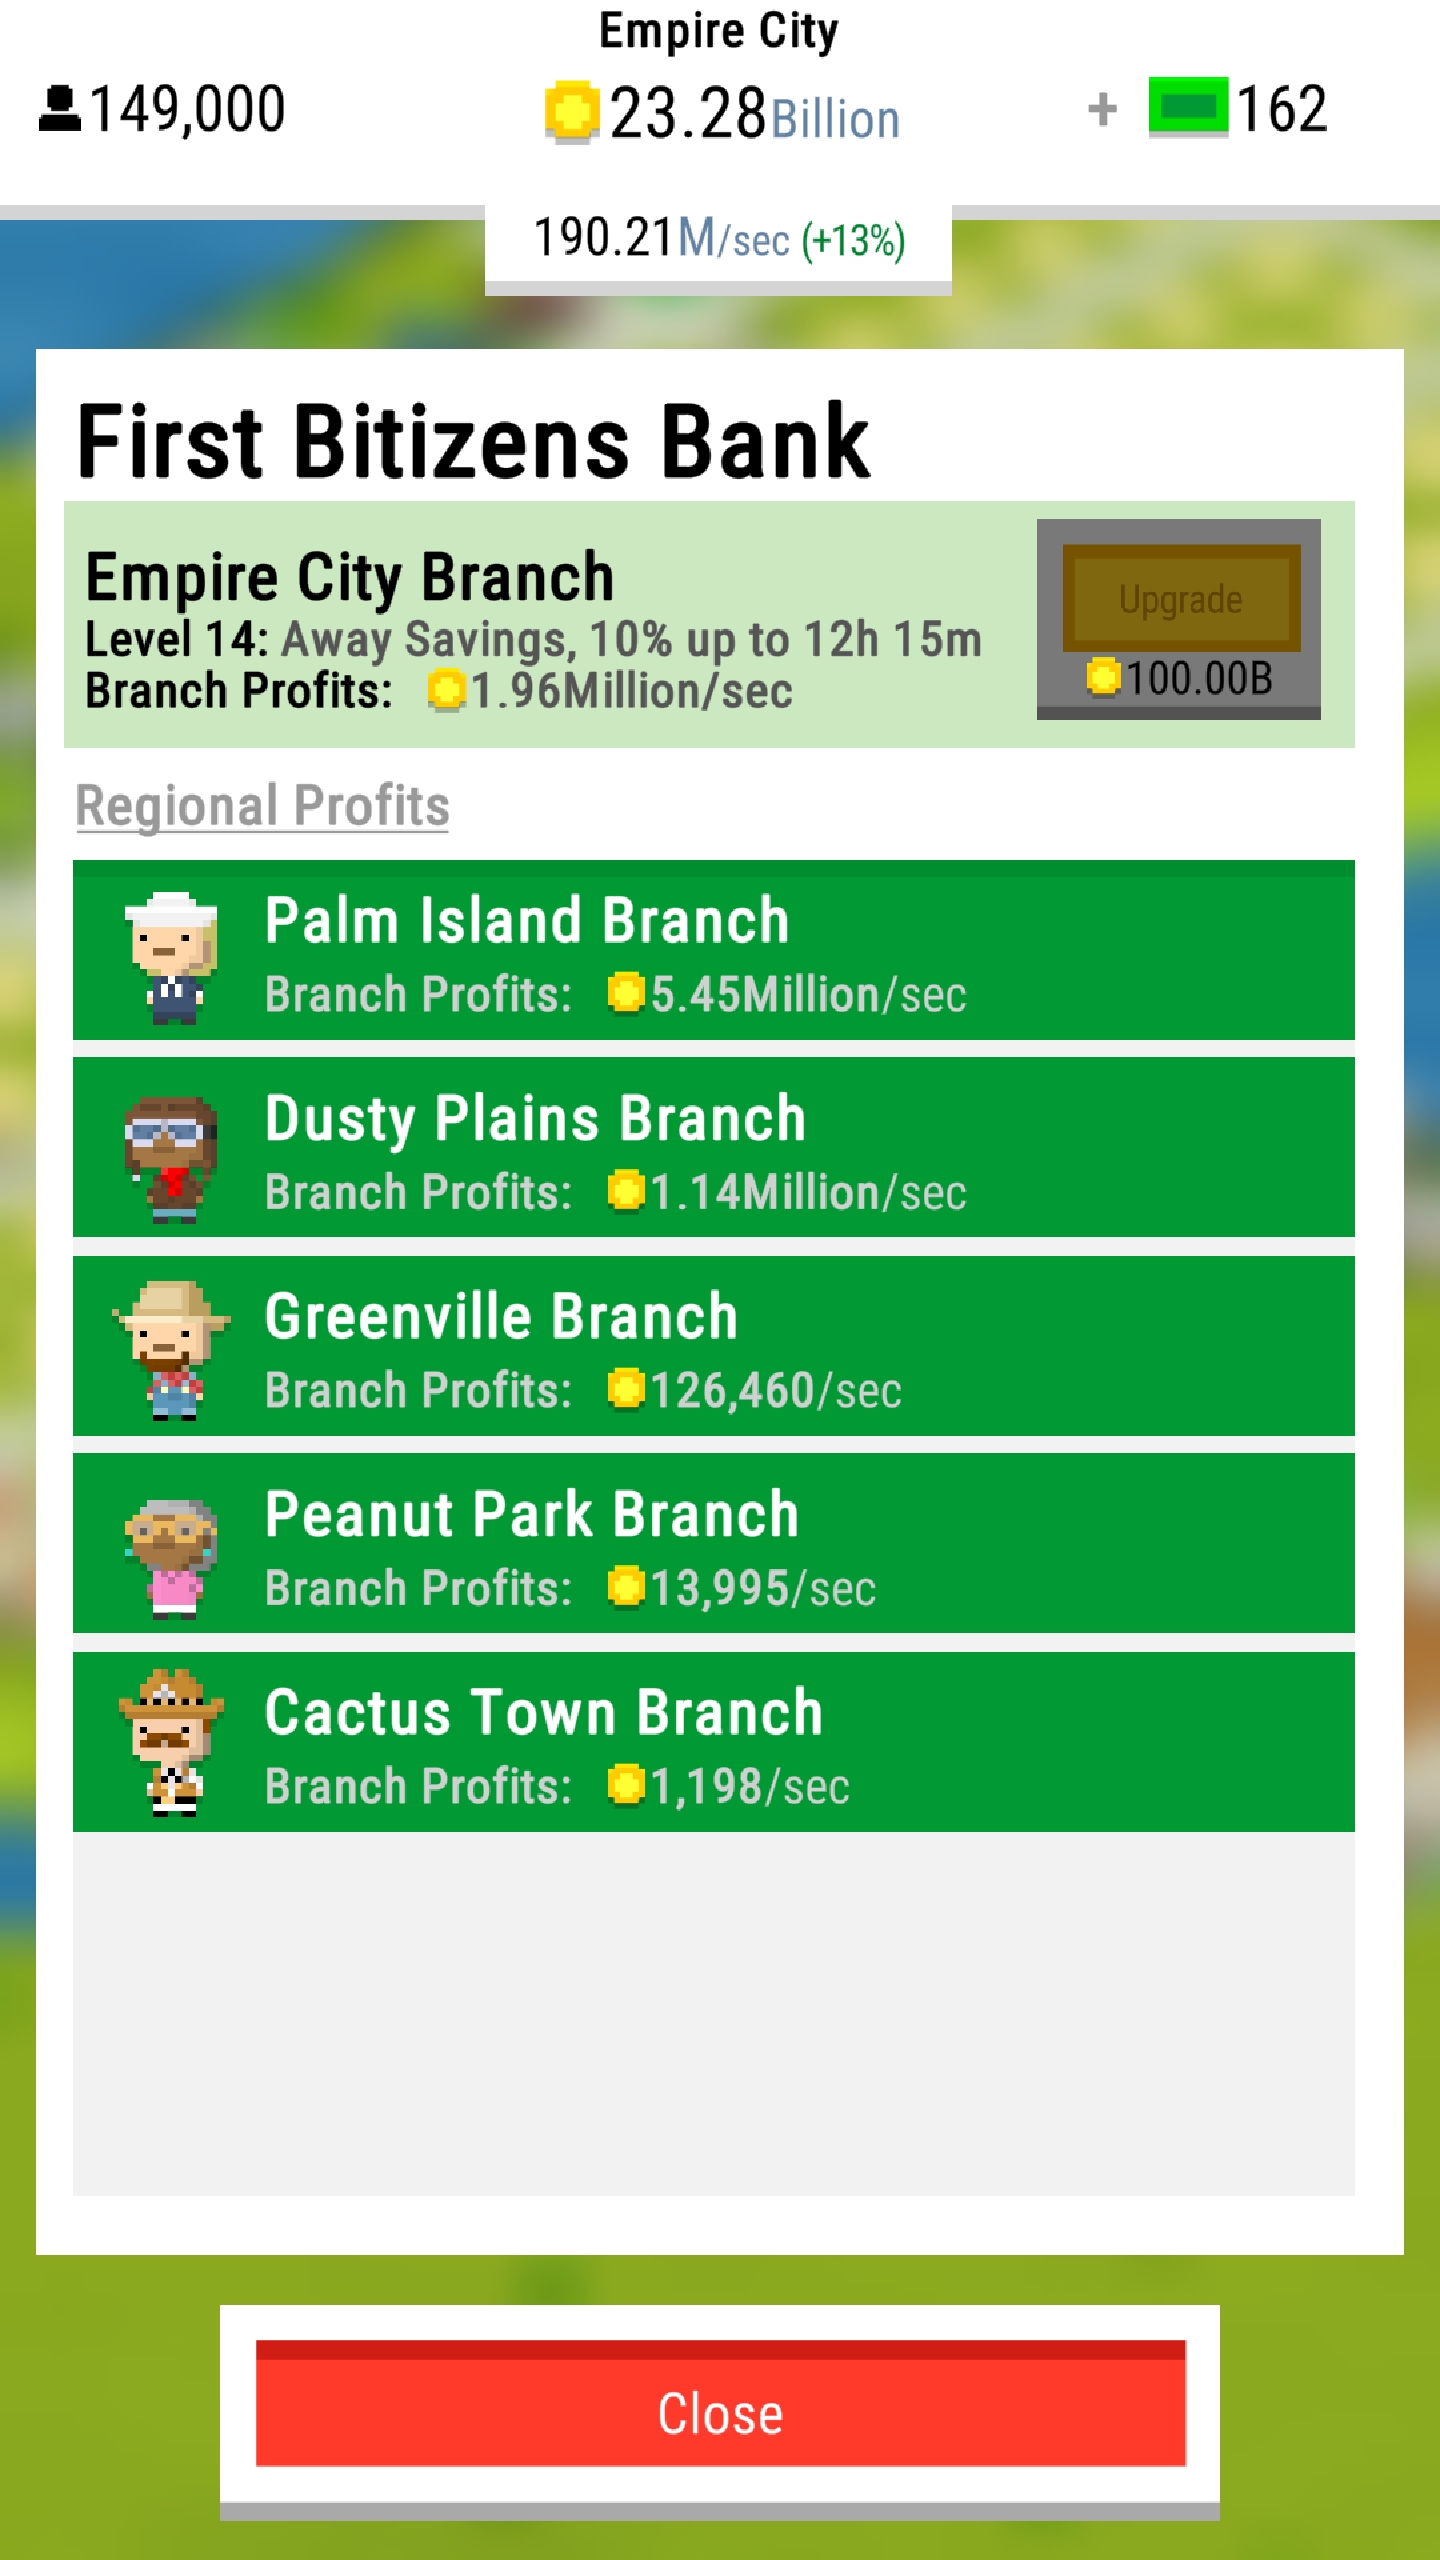 Empire City
149,000
23.28Billion
+ 162
190.21M/sec (+13%)
First Bitizens Bank
Empire City Branch
Level 14: Away Savings, 10% up to 12h 15m
Branch Profits: 1.96Million/sec
Upgrade
100.00B
Regional Profits
Palm Island Branch
Branch Profits: 5.45Million/sec
Dusty Plains Branch
Branch Profits: 1.14Million/sec
Greenville Branch
Branch Profits: 126,460/sec
Peanut Park Branch
Branch Profits: 13,995/sec
Cactus Town Branch
Branch Profits: 1,198/sec
Close